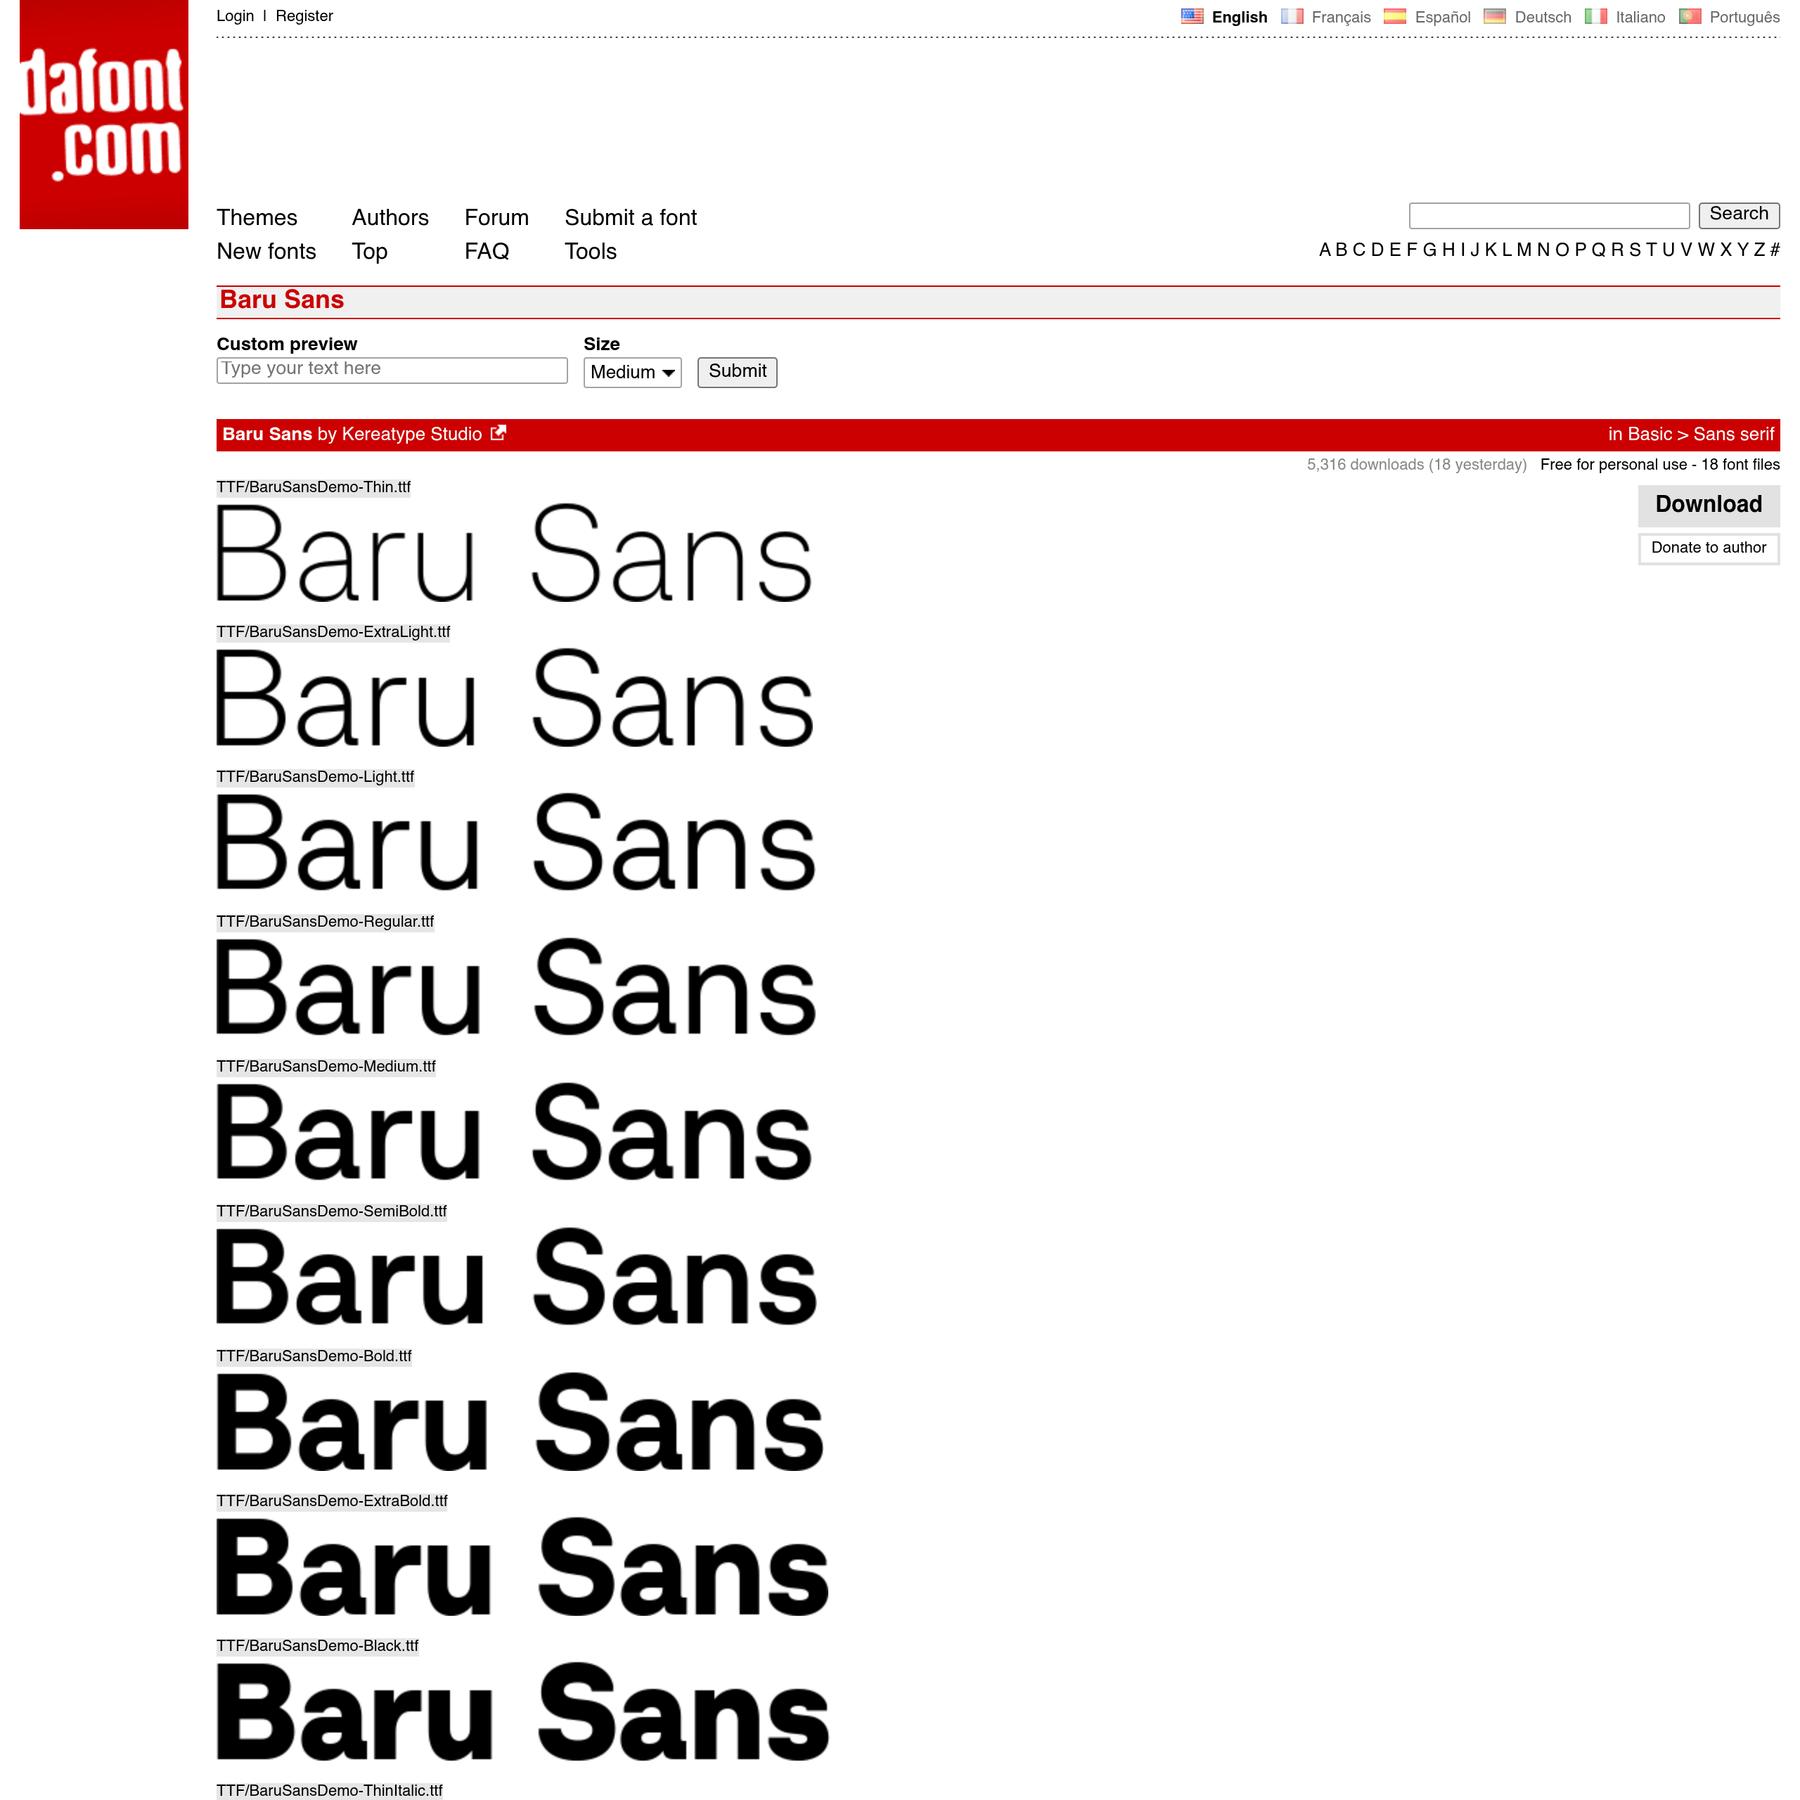 dafont
.com
Login | Register
English Français Español Deutsch Italiano Português
Themes Authors Forum Submit a font
Search
New fonts Top FAQ Tools
A B C D E F G H I J K L M N O P Q R S T U V W X Y Z #
Baru Sans
Custom preview Size
Type your text here Medium Submit
Baru Sans by Kereatype Studio in Basic > Sans serif
5,316 downloads (18 yesterday) Free for personal use - 18 font files
TTF/BaruSansDemo-Thin.ttf
Download
Baru Sans
Donate to author
TTF/BaruSansDemo-ExtraLight.ttf
Baru Sans
TTF/BaruSansDemo-Light.ttf
Baru Sans
TTF/BaruSansDemo-Regular.ttf
Baru Sans
TTF/BaruSansDemo-Medium.ttf
Baru Sans
TTF/BaruSansDemo-SemiBold.ttf
Baru Sans
TTF/BaruSansDemo-Bold.ttf
Baru Sans
TTF/BaruSansDemo-ExtraBold.ttf
Baru Sans
TTF/BaruSansDemo-Black.ttf
Baru Sans
TTF/BaruSansDemo-ThinItalic.ttf